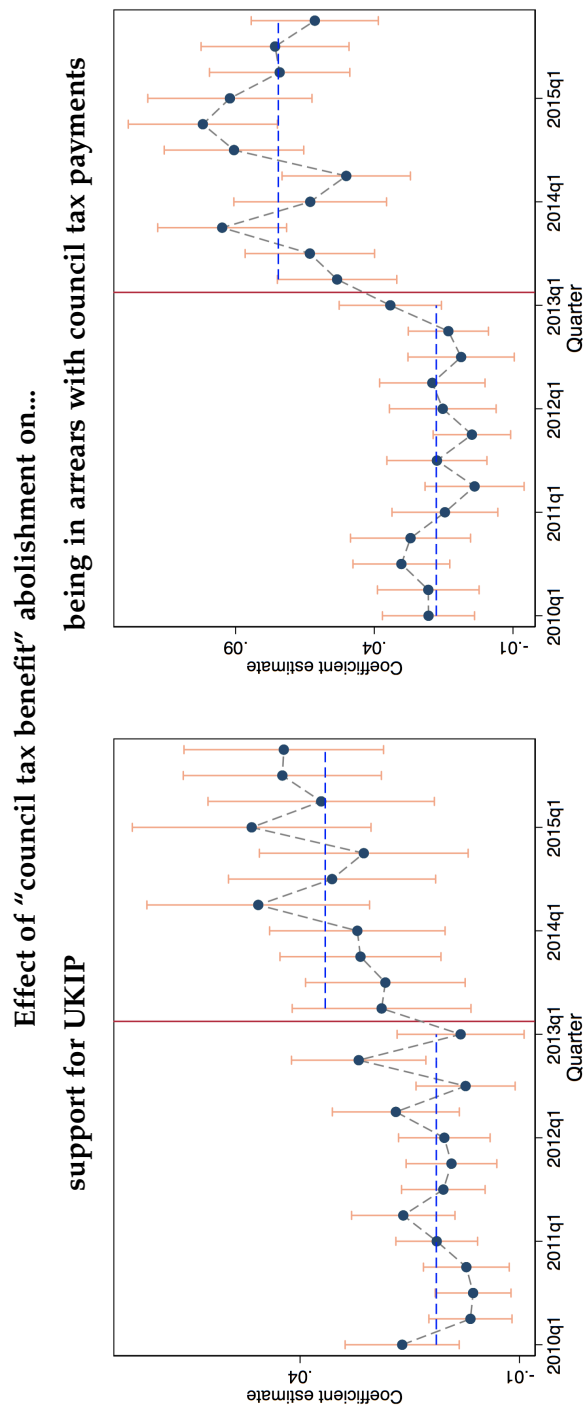 Effect of “council tax benefit” abolishment on...
support for UKIP
Coefficient estimate
.04
-.01
2010q1
2011q1
2012q1
2013q1
2014q1
2015q1
Quarter
being in arrears with council tax payments
Coefficient estimate
.09
.04
-.01
2010q1
2011q1
2012q1
2013q1
2014q1
2015q1
Quarter